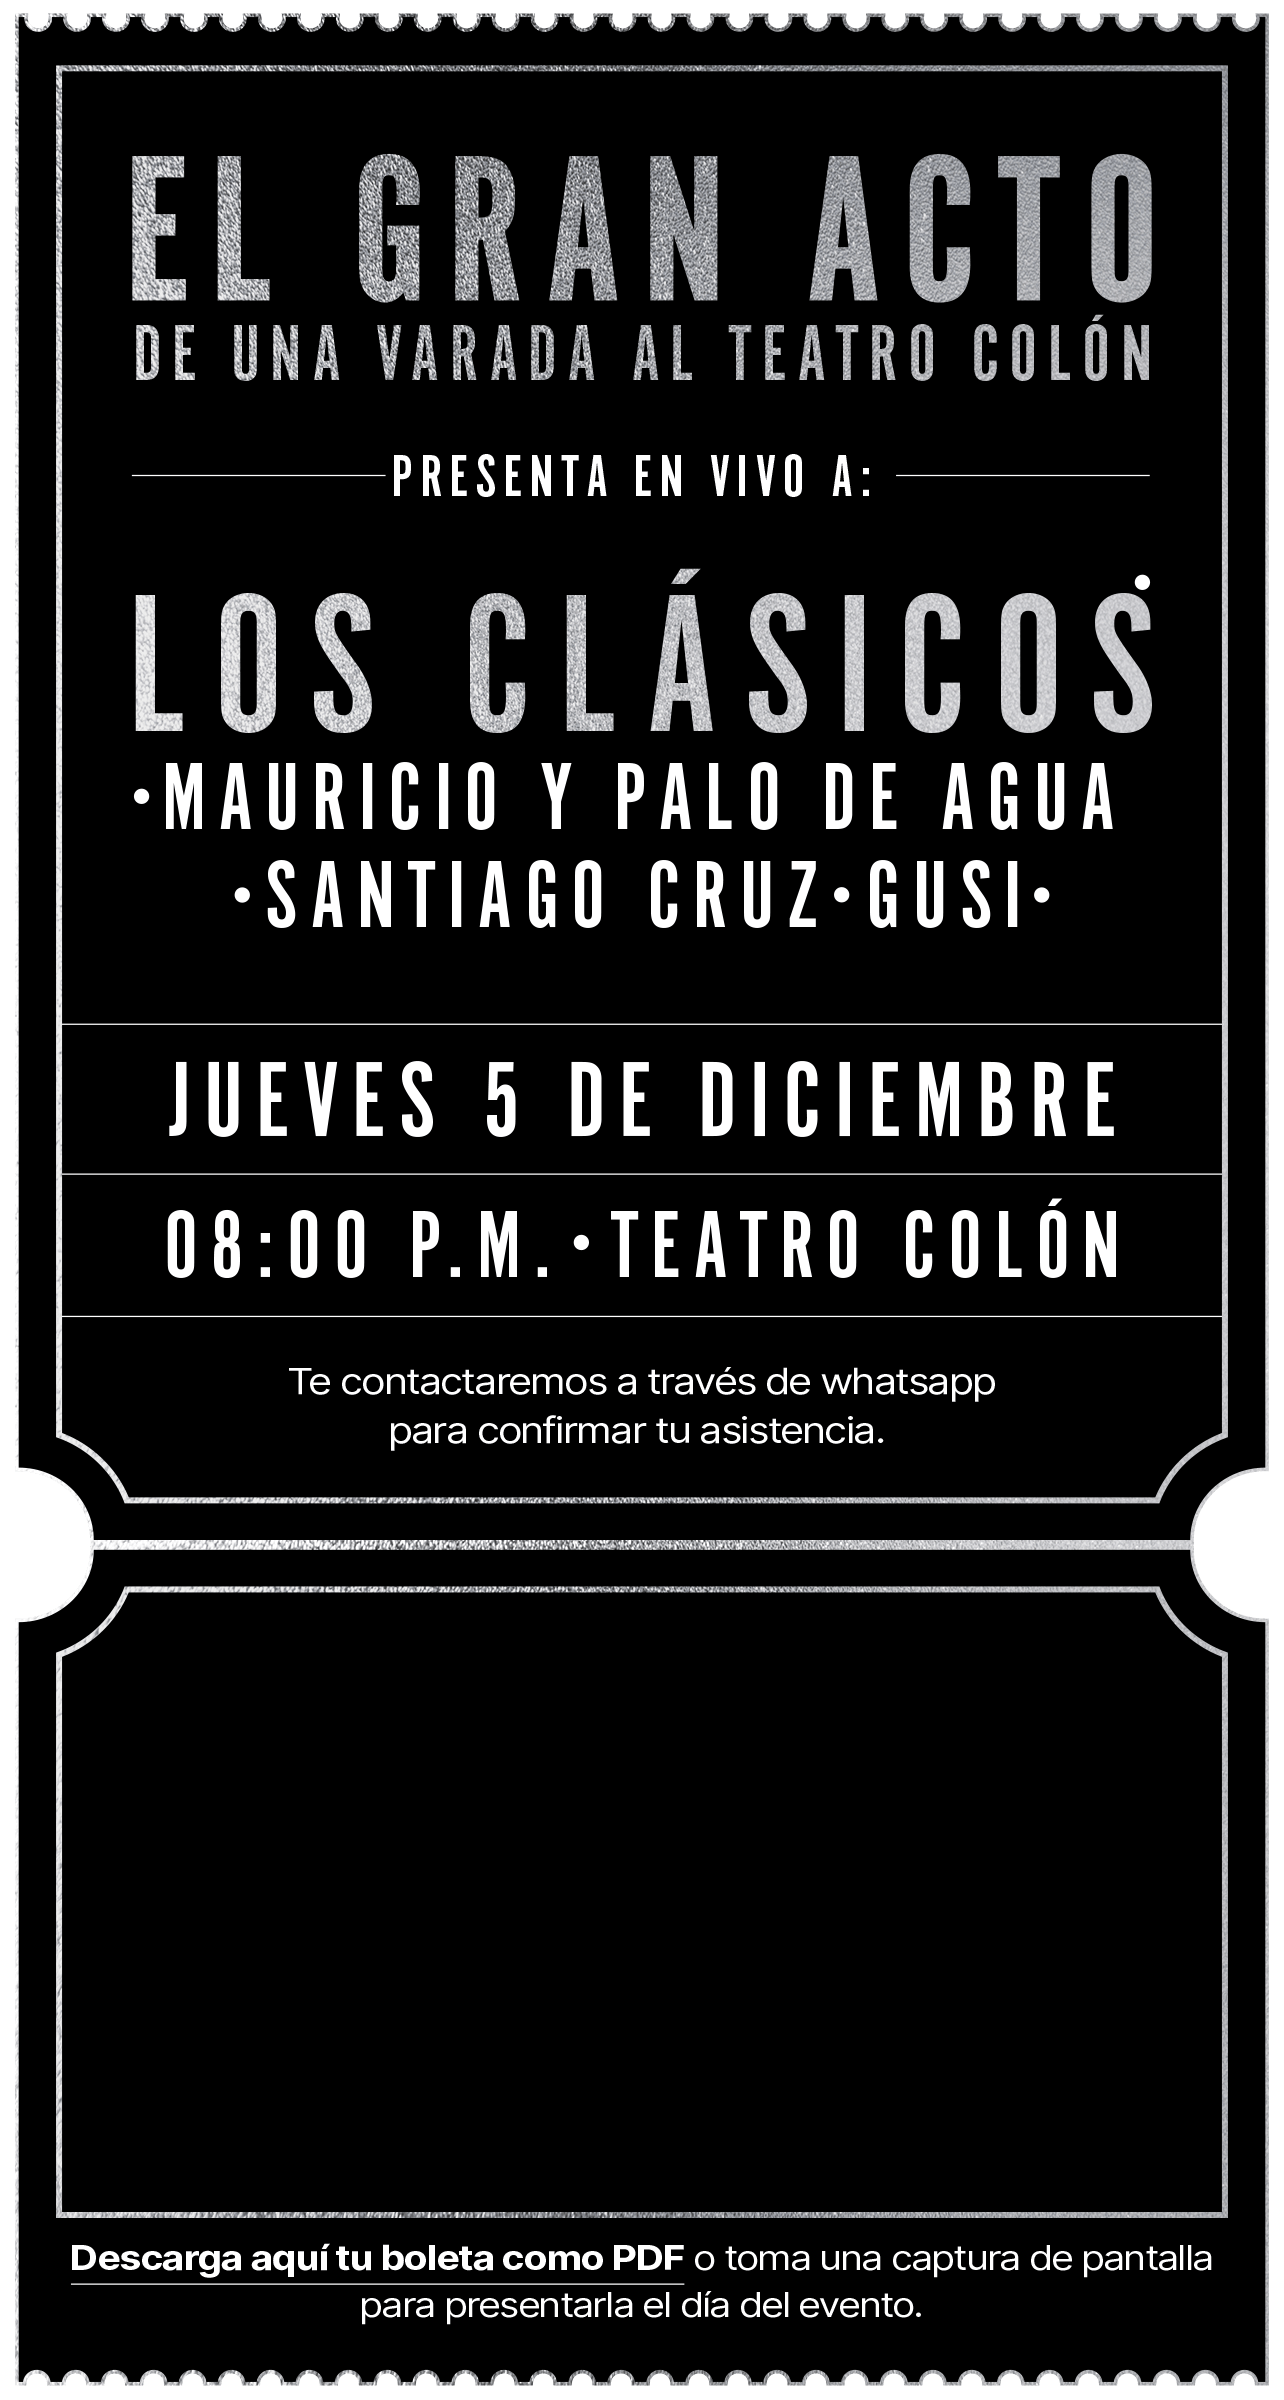 EL GRAN ACTO
DE UNA VARADA AL TEATRO COLÓN
PRESENTA EN VIVO A:
LOS CLÁSICOS
•MAURICIO Y PALO DE AGUA•
•SANTIAGO CRUZ•GUSI•
JUEVES 5 DE DICIEMBRE
08:00 P.M.•TEATRO COLÓN
Te contactaremos a través de whatsapp
para confirmar tu asistencia.
Descarga aquí tu boleta como PDF o toma una captura de pantalla
para presentarla el día del evento.